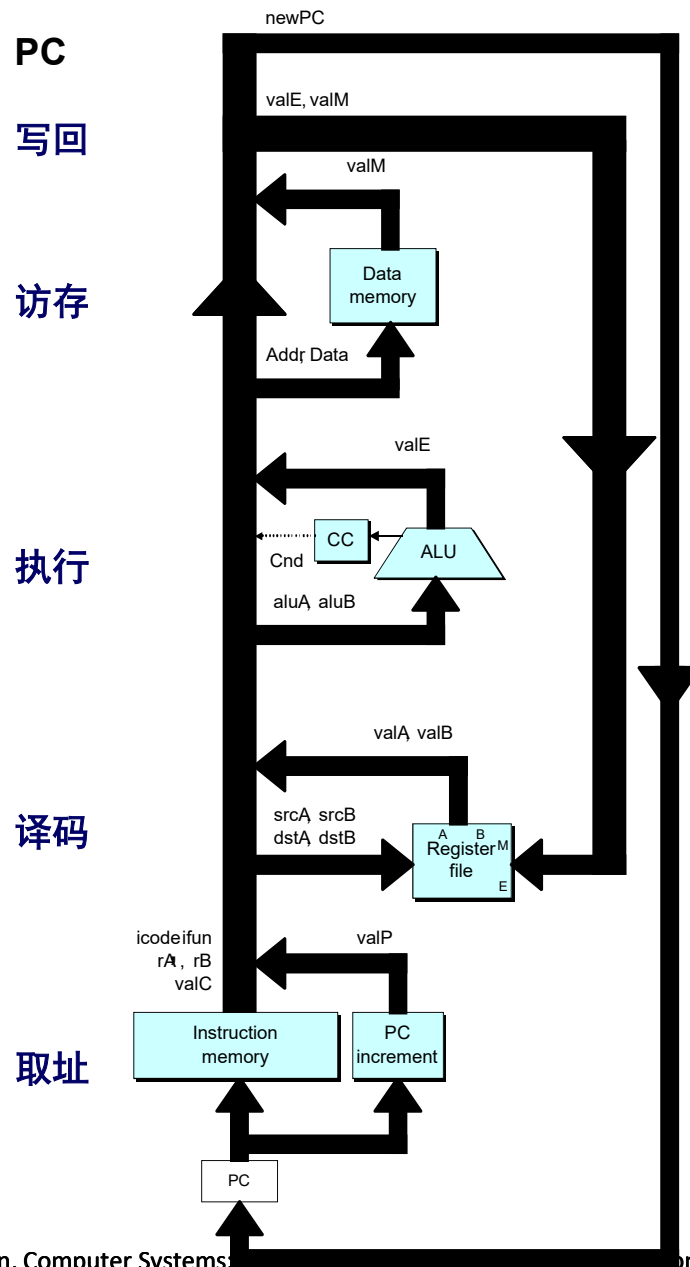 newPC
PC
valE, valM
写回
valM
Data
memory
访存
Addr, Data
valE
CC
ALU
Cnd
执行
aluA, aluB
valA, valB
srcA, srcB
dstA, dstB
译码
A B
Register M
file
E
icode ifun
rA, rB
valC
valP
Instruction
memory
PC
increment
取址
PC
n, Computer Systems: